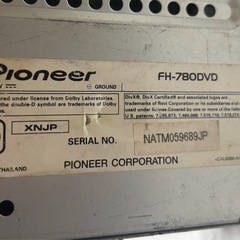 Pioneer
FH-780DVD
GROUND
under license from Dolby Laboratories.
the double-D symbol are trademarks of Dolby
DivX®, DivX Certified® and associated logos are
trademarks of Rovi Corporation or its subsidiaries
XNJP
SERIAL NO.
NATM059689JP
THAILAND
PIONEER CORPORATION